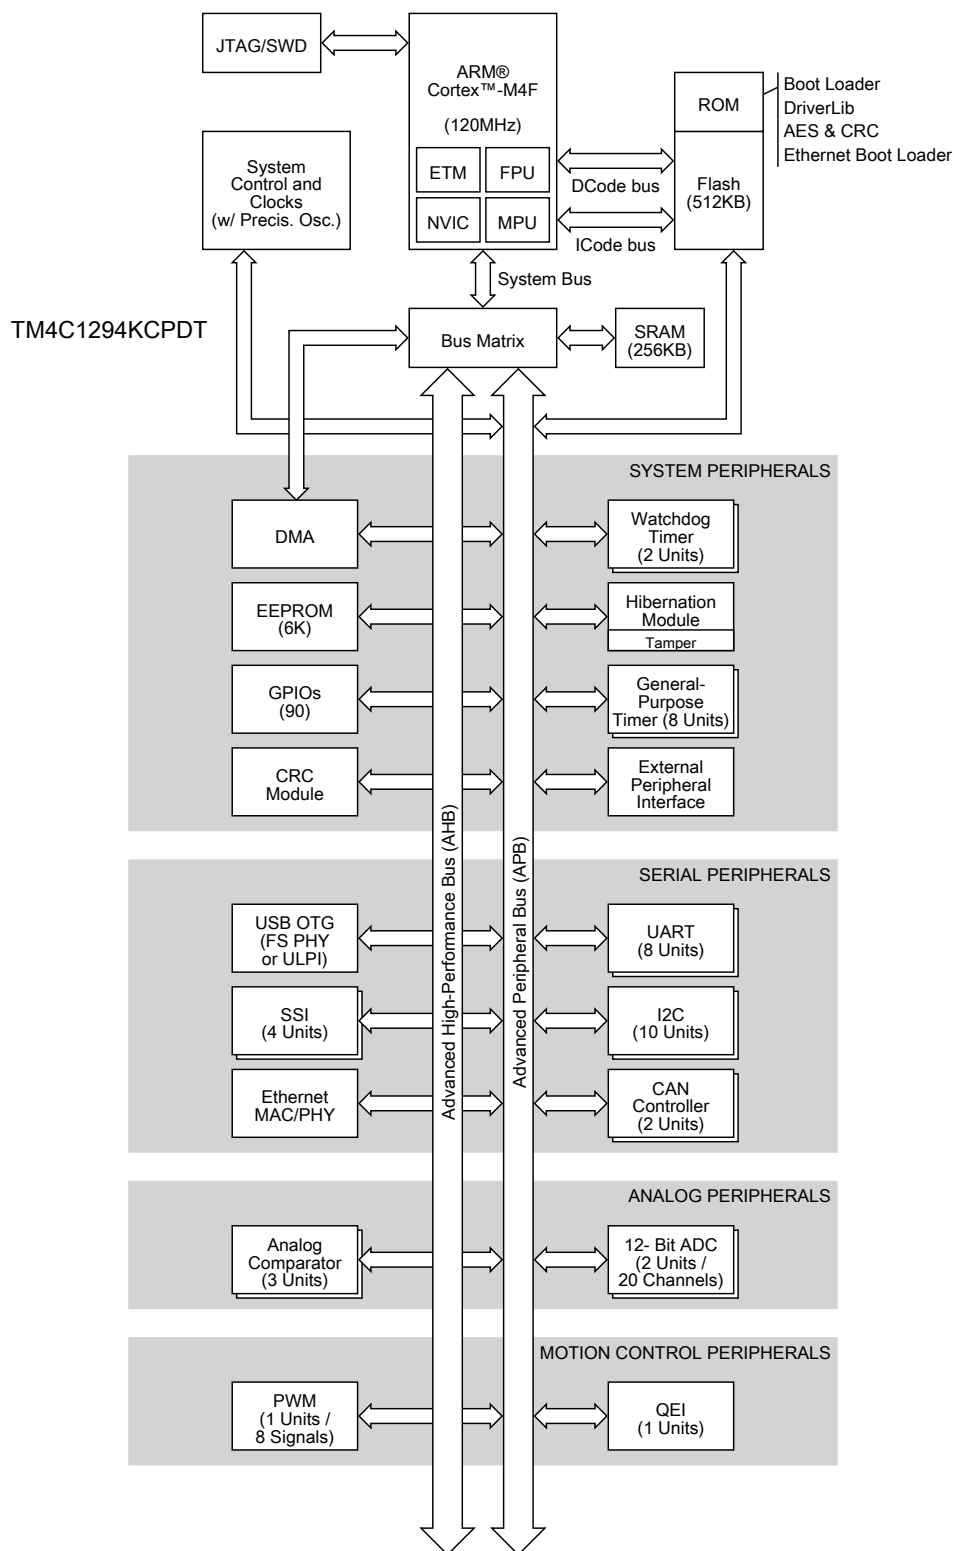 JTAG/SWD
ARM®
Cortex™-M4F
(120MHz)
ETM
FPU
NVIC
MPU
ROM
Flash
(512KB)
Boot Loader
DriverLib
AES & CRC
Ethernet Boot Loader
System
Control and
Clocks
(w/ Precis. Osc.)
DCode bus
ICode bus
System Bus
TM4C1294KCPDT
Bus Matrix
SRAM
(256KB)
SYSTEM PERIPHERALS
DMA
Watchdog
Timer
(2 Units)
EEPROM
(6K)
Hibernation
Module
Tamper
GPIOs
(90)
General-
Purpose
Timer (8 Units)
CRC
Module
External
Peripheral
Interface
Advanced High-Performance Bus (AHB)
Advanced Peripheral Bus (APB)
SERIAL PERIPHERALS
USB OTG
(FS PHY
or ULPI)
UART
(8 Units)
SSI
(4 Units)
I2C
(10 Units)
Ethernet
MAC/PHY
CAN
Controller
(2 Units)
ANALOG PERIPHERALS
Analog
Comparator
(3 Units)
12- Bit ADC
(2 Units /
20 Channels)
MOTION CONTROL PERIPHERALS
PWM
(1 Units /
8 Signals)
QEI
(1 Units)